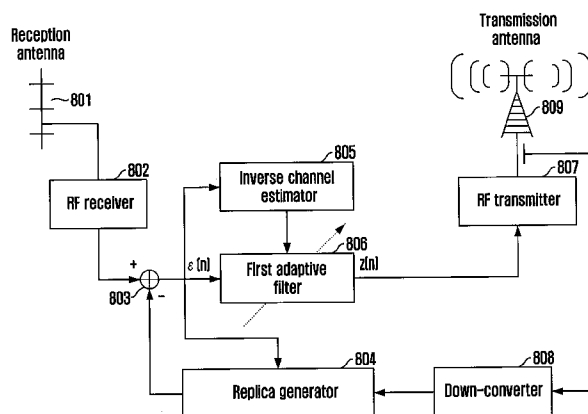 Reception
antenna
801
802
RF receiver
+
803
−
ε(n)
805
Inverse channel
estimator
806
First adaptive
filter
z(n)
Transmission
antenna
809
807
RF transmitter
804
Replica generator
808
Down-converter